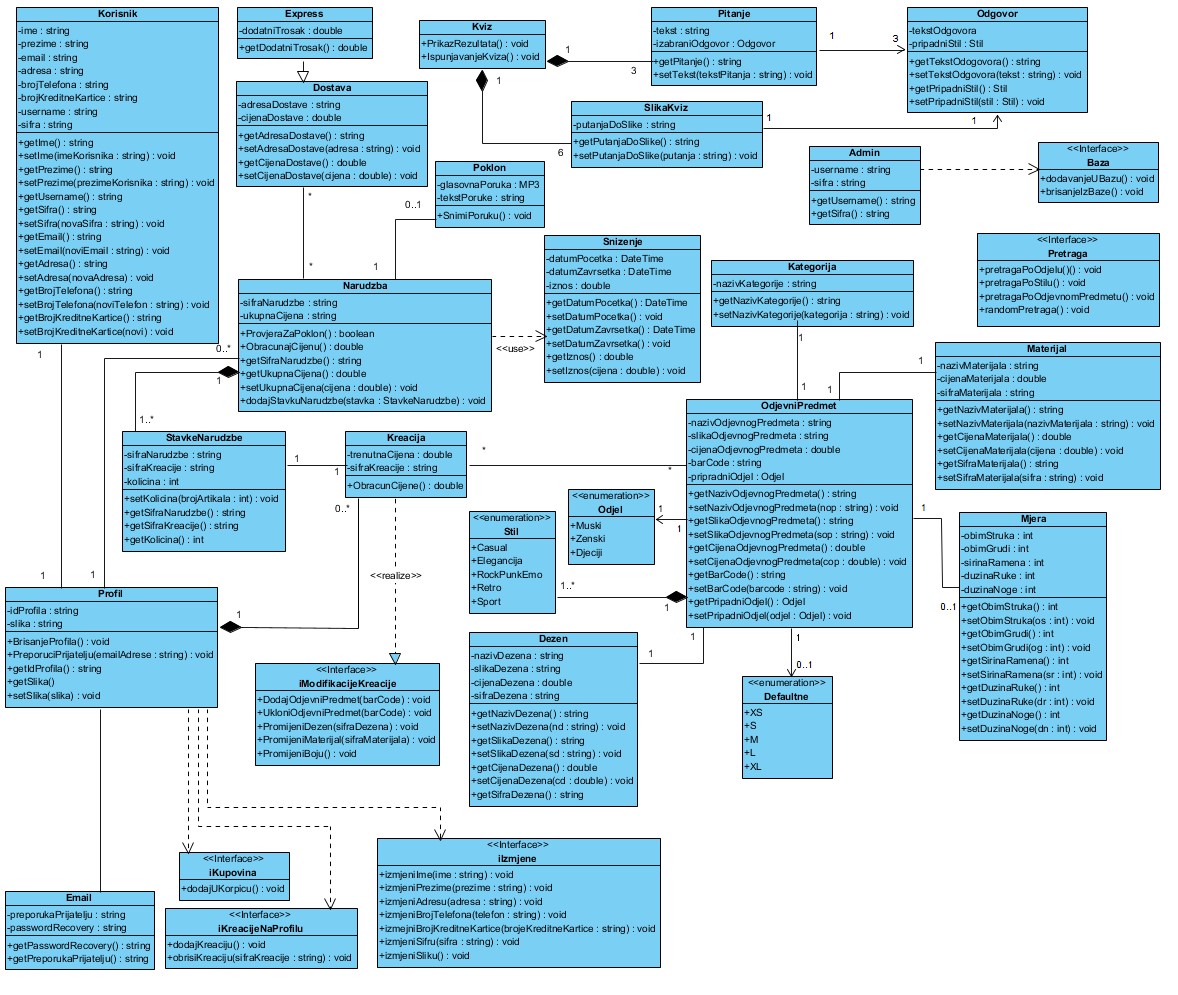 Korisnik
-ime : string
-prezime : string
-email : string
-adresa : string
-brojTelefona : string
-brojKreditneKartice : string
-username : string
-sifra : string
+getIme() : string
+setIme(imeKorisnika : string) : void
+getPrezime() : string
+setPrezime(prezimeKorisnika : string) : void
+getUsername() : string
+getSifra() : string
+setSifra(novaSifra : string) : void
+getEmail() : string
+setEmail(noviEmail : string) : void
+getAdresa() : string
+setAdresa(novaAdresa) : void
+getBrojTelefona() : string
+setBrojTelefona(noviTelefon : string) : void
+getBrojKreditneKartice() : string
+setBrojKreditneKartice(novi) : void
1
1
Express
-dodatniTrosak : double
+getDodatniTrosak() : double
Dostava
-adresaDostave : string
-cijenaDostave : double
+getAdresaDostave() : string
+setAdresaDostave(adresa : string) : void
+getCijenaDostave() : double
+setCijenaDostave(cijena : double) : void
*
*
Kviz
+PrikazRezultata() : void
+IspunjavanjeKviza() : void
1
3
1
6
Pitanje
-tekst : string
-izabraniOdgovor : Odgovor
+getPitanje() : string
+setTekst(tekstPitanja : string) : void
1
3
Odgovor
-tekstOdgovora
-pripadniStil : Stil
+getTekstOdogovora() : string
+setTekstOdgovora(tekst : string) : void
+getPripadniStil() : Stil
+setPripadniStil(stil : Stil) : void
SlikaKviz
-putanjaDoSlike : string
+getPutanjaDoSlike() : string
+setPutanjaDoSlike(putanja : string) : void
1
1
Poklon
-glasovnaPoruka : MP3
-tekstPoruke : string
+SnimiPoruku() : void
0..1
1
Admin
-username : string
-sifra : string
+getUsername() : string
+getSifra() : string
<<Interface>>
Baza
+dodavanjeUBazu() : void
+brisanjeIzBaze() : void
<<Interface>>
Pretraga
+pretragaPoOdjelu()() : void
+pretragaPoStilu() : void
+pretragaPoOdjevnomPredmetu() : void
+randomPretraga() : void
Snizenje
-datumPocetka : DateTime
-datumZavrsetka : DateTime
-iznos : double
+getDatumPocetka() : DateTime
+setDatumPocetka() : void
+getDatumZavrsetka() : DateTime
+setDatumZavrsetka() : void
+getIznos() : double
+setIznos(cijena : double) : void
Kategorija
-nazivKategorije : string
+getNazivKategorije() : string
+setNazivKategorije(kategorija : string) : void
1
1
Narudzba
-sifraNarudzbe : string
-ukupnaCijena : string
+ProvjeraZaPoklon() : boolean
+ObracunajCijenu() : double
+getSifraNarudzbe() : string
+getUkupnaCijena() : double
+setUkupnaCijena(cijena : double) : void
+dodajStavkuNarudzbe(stavka : StavkeNarudzbe) : void
<<use>>
0..*
1
1
1..*
Materijal
-nazivMaterijala : string
-cijenaMaterijala : double
-sifraMaterijala : string
+getNazivMaterijala() : string
+setNazivMaterijala(nazivMaterijala : string) : void
+getCijenaMaterijala() : double
+setCijenaMaterijala(cijena : double) : void
+getSifraMaterijala() : string
+setSifraMaterijala(sifra : string) : void
1
1
StavkeNarudzbe
-sifraNarudzbe : string
-sifraKreacije : string
-kolicina : int
+setKolicina(brojArtikala : int) : void
+getSifraNarudzbe() : string
+getSifraKreacije() : string
+getKolicina() : int
1
1
Kreacija
-trenutnaCijena : double
-sifraKreacije : string
+ObracunCijene() : double
*
*
0..*
<<realize>>
OdjevniPredmet
-nazivOdjevnogPredmeta : string
-slikaOdjevnogPredmeta : string
-cijenaOdjevnogPredmeta : double
-barCode : string
-pripradniOdjel : Odjel
+getNazivOdjevnogPredmeta() : string
+setNazivOdjevnogPredmeta(nop : string) : void
+getSlikaOdjevnogPredmeta() : string
+setSlikaOdjevnogPredmeta(sop : string) : void
+getCijenaOdjevnogPredmeta() : double
+setCijenaOdjevnogPredmeta(cop : double) : void
+getBarCode() : string
+setBarCode(barcode : string) : void
+getPripadniOdjel() : Odjel
+setPripadniOdjel(odjel : Odjel) : void
<<enumeration>>
Odjel
+Muski
+Zenski
+Djeciji
1
1
<<enumeration>>
Stil
+Casual
+Elegancija
+RockPunkEmo
+Retro
+Sport
1..*
1
Mjera
-obimStruka : int
-obimGrudi : int
-sirinaRamena : int
-duzinaRuke : int
-duzinaNoge : int
+getObimStruka() : int
+setObimStruka(os : int) : void
+getObimGrudi() : int
+setObimGrudi(og : int) : void
+getSirinaRamena() : int
+setSirinaRamena(sr : int) : void
+getDuzinaRuke() : int
+setDuzinaRuke(dr : int) : void
+getDuzinaNoge() : int
+setDuzinaNoge(dn : int) : void
1
0..1
Profil
-idProfila : string
-slika : string
+BrisanjeProfila() : void
+PreporuciPrijatelju(emailAdrese : string) : void
+getIdProfila() : string
+getSlika()
+setSlika(slika) : void
1
<<Interface>>
iModifikacijeKreacije
+DodajOdjevniPredmet(barCode) : void
+UkloniOdjevniPredmet(barCode) : void
+PromijeniDezen(sifraDezena) : void
+PromijeniMaterijal(sifraMaterijala) : void
+PromijeniBoju() : void
Dezen
-nazivDezena : string
-slikaDezena : string
-cijenaDezena : double
-sifraDezena : string
+getNazivDezena() : string
+setNazivDezena(nd : string) : void
+getSlikaDezena() : string
+setSlikaDezena(sd : string) : void
+getCijenaDezena() : double
+setCijenaDezena(cd : double) : void
+getSifraDezena() : string
1
1
1
0..1
<<enumeration>>
Defaultne
+XS
+S
+M
+L
+XL
<<Interface>>
iKupovina
+dodajUKorpicu() : void
<<Interface>>
iKreacijeNaProfilu
+dodajKreaciju() : void
+obrisiKreaciju(sifraKreacije : string) : void
<<Interface>>
iIzmjene
+izmjeniIme(ime : string) : void
+izmjeniPrezime(prezime : string) : void
+izmjeniAdresu(adresa : string) : void
+izmjeniBrojTelefona(telefon : string) : void
+izmejniBrojKreditneKartice(brojeKreditneKartice : string) : void
+izmjeniSifru(sifra : string) : void
+izmjeniSliku() : void
Email
-preporukaPrijatelju : string
-passwordRecovery : string
+getPasswordRecovery() : string
+getPreporukaPrijatelju() : string